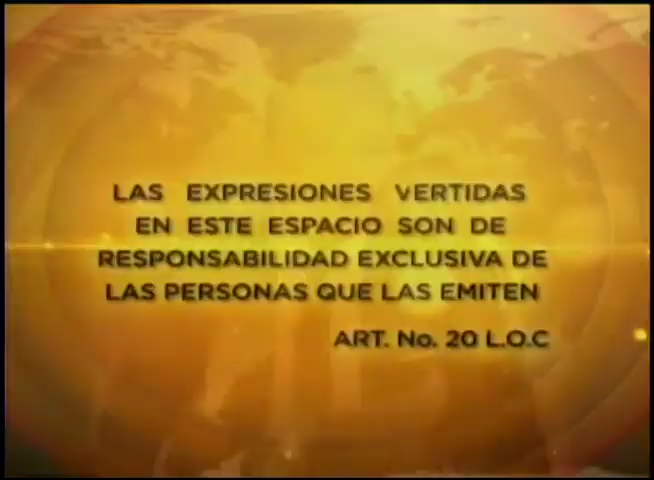 LAS EXPRESIONES VERTIDAS
EN ESTE ESPACIO SON DE
RESPONSABILIDAD EXCLUSIVA DE
LAS PERSONAS QUE LAS EMITEN
ART. No. 20 L.O.C